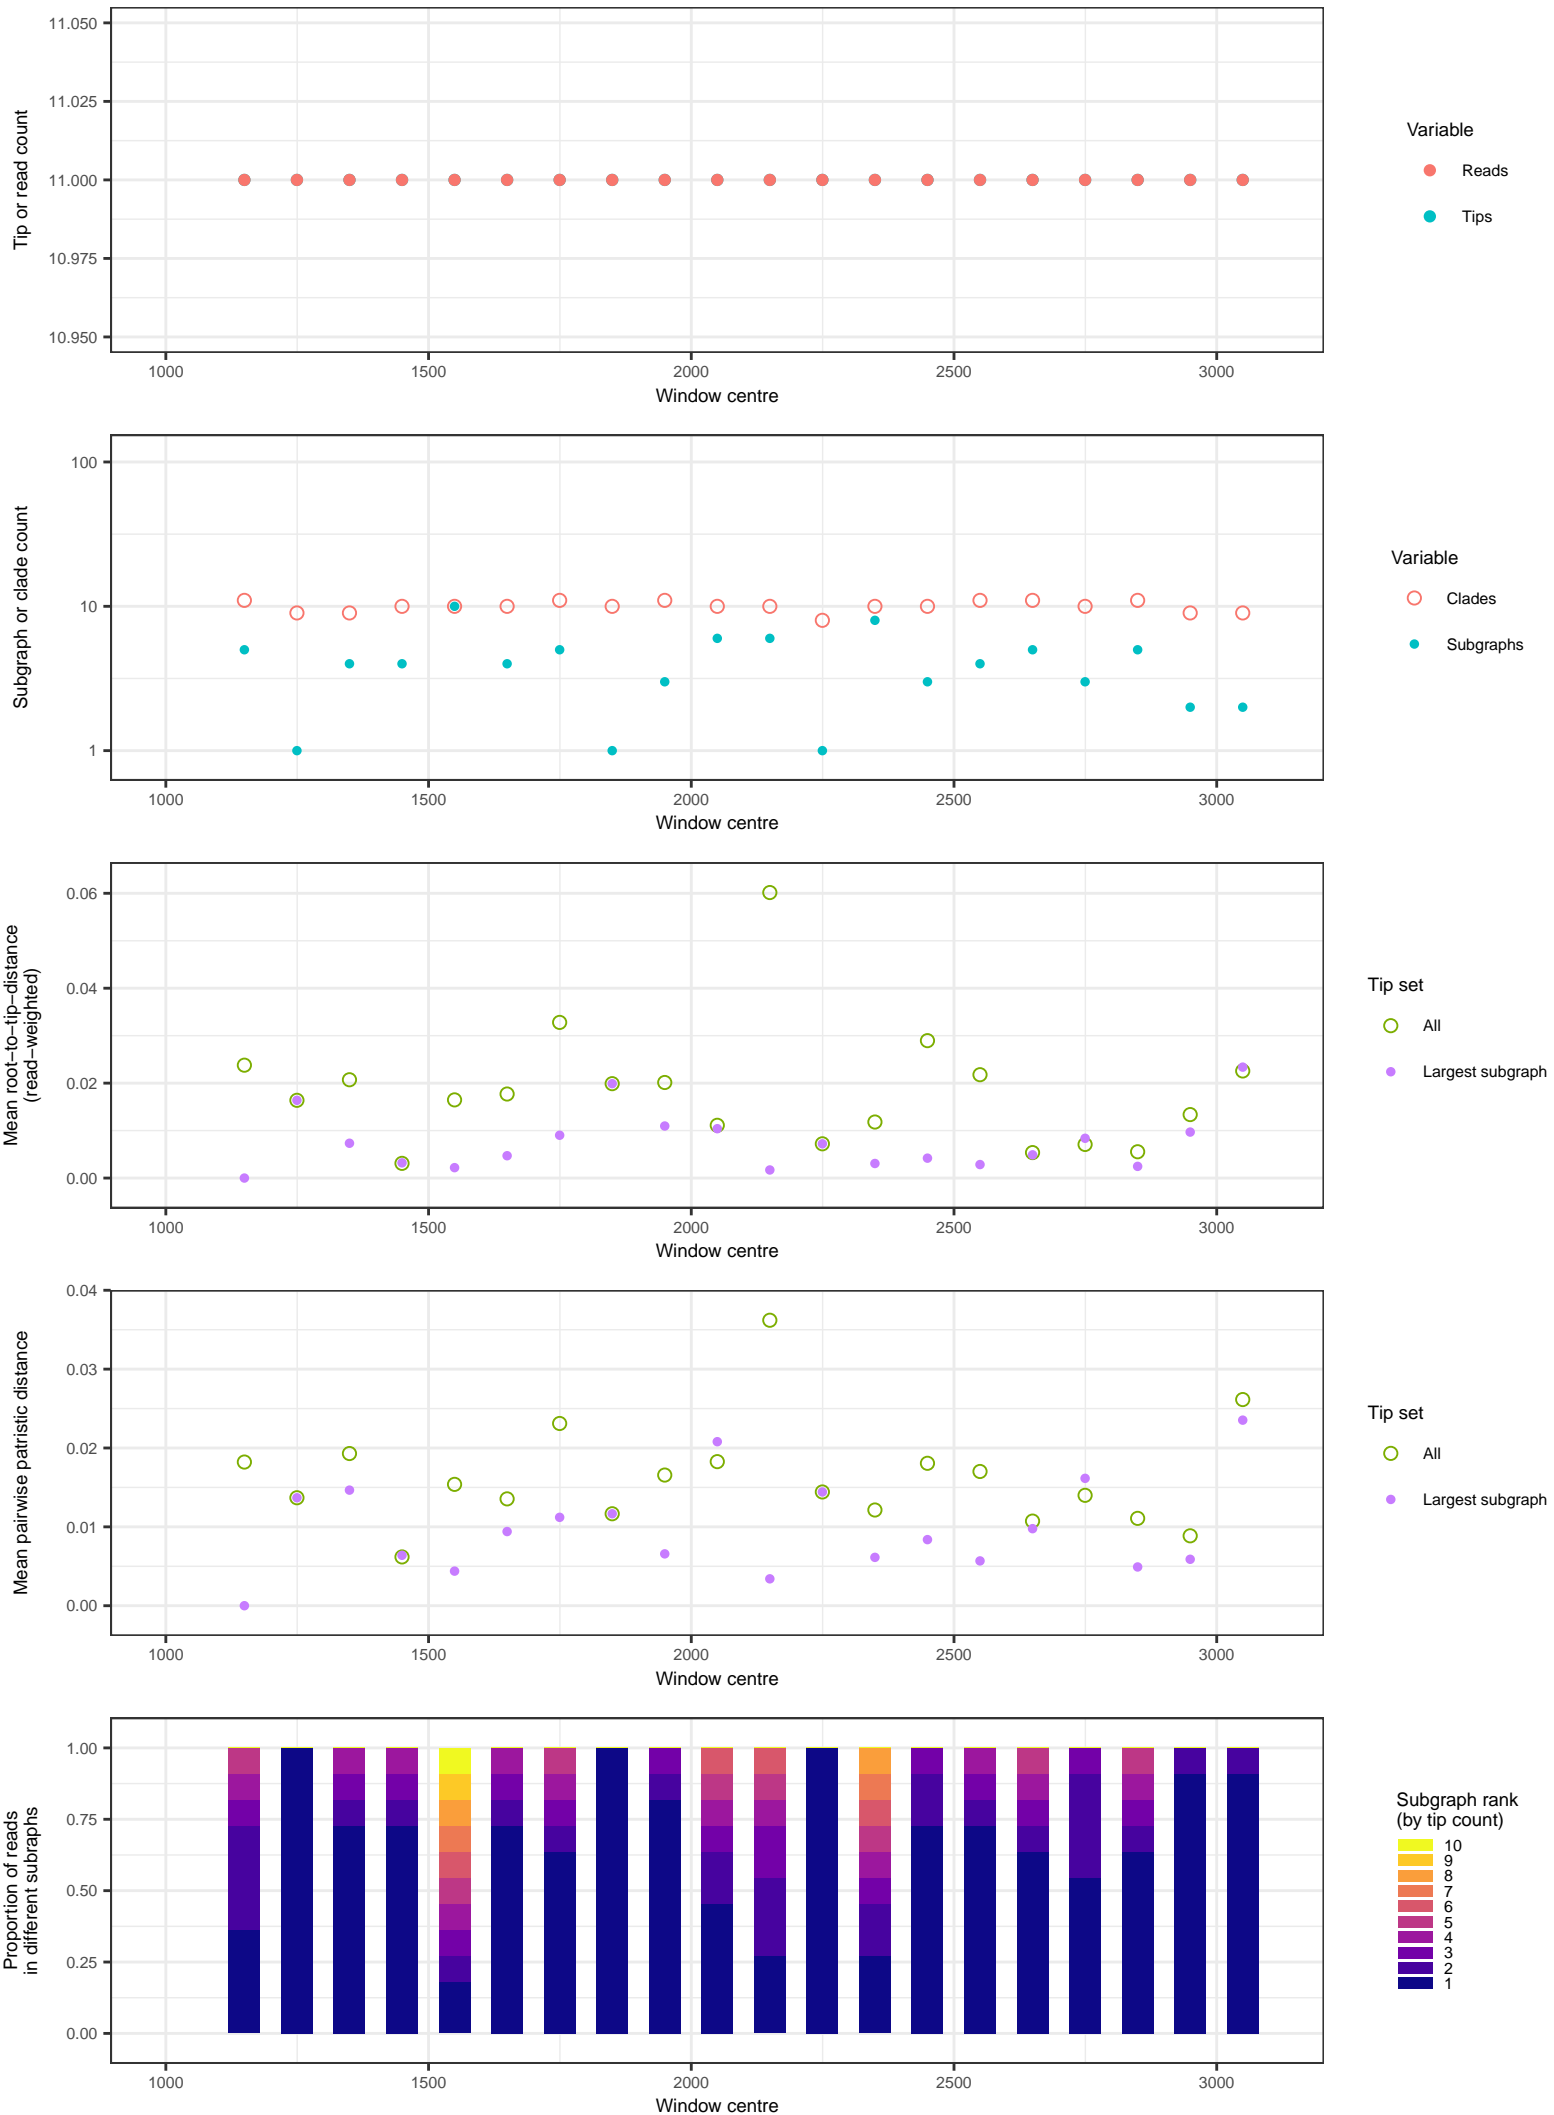 11.050
11.025
11.000
10.975
10.950
Tip or read count
1000 1500 2000 2500 3000
Window centre
Variable
Reads
Tips
100
10
1
Subgraph or clade count
1000 1500 2000 2500 3000
Window centre
Variable
Clades
Subgraphs
0.06
0.04
0.02
0.00
Mean root−to−tip−distance
(read−weighted)
1000 1500 2000 2500 3000
Window centre
Tip set
All
Largest subgraph
0.04
0.03
0.02
0.01
0.00
Mean pairwise patristic distance
1000 1500 2000 2500 3000
Window centre
Tip set
All
Largest subgraph
1.00
0.75
0.50
0.25
0.00
Proportion of reads
in different subraphs
1000 1500 2000 2500 3000
Window centre
Subgraph rank
(by tip count)
10
9
8
7
6
5
4
3
2
1